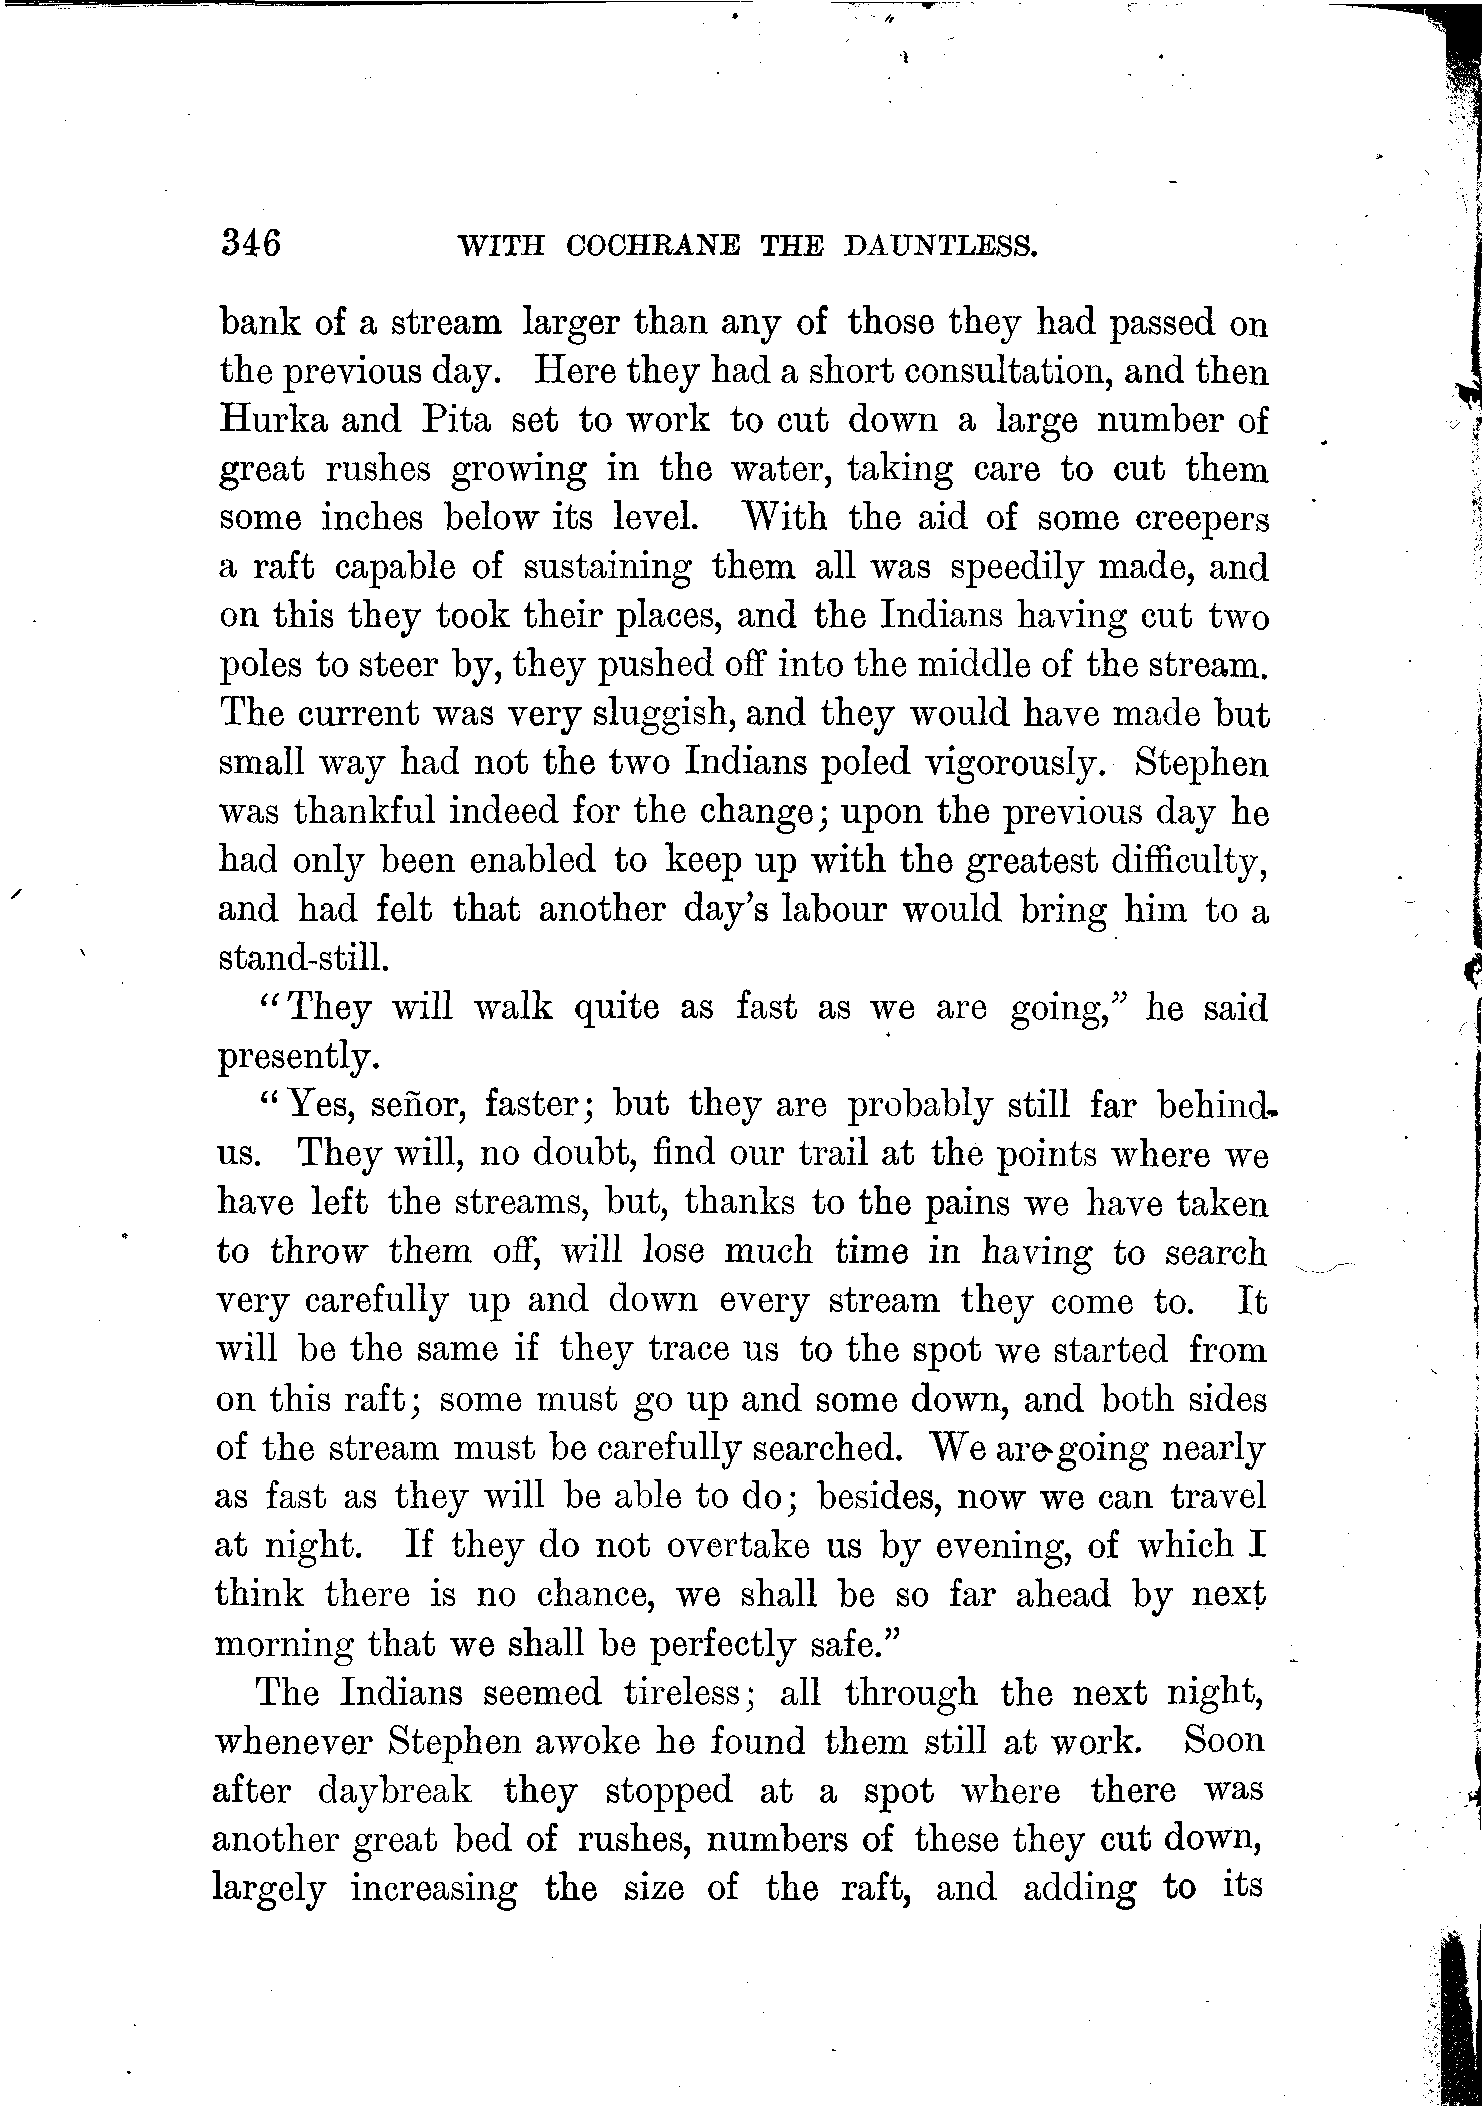 346 WITH COCHRANE THE DAUNTLESS.
bank of a stream larger than any of those they had passed on
the previous day. Here they had a short consultation, and then
Hurka and Pita set to work to cut down a large number of
great rushes growing in the water, taking care to cut them
some inches below its level. With the aid of some creepers
a raft capable of sustaining them all was speedily made, and
on this they took their places, and the Indians having cut two
poles to steer by, they pushed off into the middle of the stream.
The current was very sluggish, and they would have made but
small way had not the two Indians poled vigorously. Stephen
was thankful indeed for the change; upon the previous day he
had only been enabled to keep up with the greatest difficulty,
and had felt that another day's labour would bring him to a
stand-still.
"They will walk quite as fast as we are going," he said
presently.
"Yes, señor, faster; but they are probably still far behind
us. They will, no doubt, find our trail at the points where we
have left the streams, but, thanks to the pains we have taken
to throw them off, will lose much time in having to search
very carefully up and down every stream they come to. It
will be the same if they trace us to the spot we started from
on this raft; some must go up and some down, and both sides
of the stream must be carefully searched. We are going nearly
as fast as they will be able to do; besides, now we can travel
at night. If they do not overtake us by evening, of which I
think there is no chance, we shall be so far ahead by next
morning that we shall be perfectly safe."
The Indians seemed tireless; all through the next night,
whenever Stephen awoke he found them still at work. Soon
after daybreak they stopped at a spot where there was
another great bed of rushes, numbers of these they cut down,
largely increasing the size of the raft, and adding to its